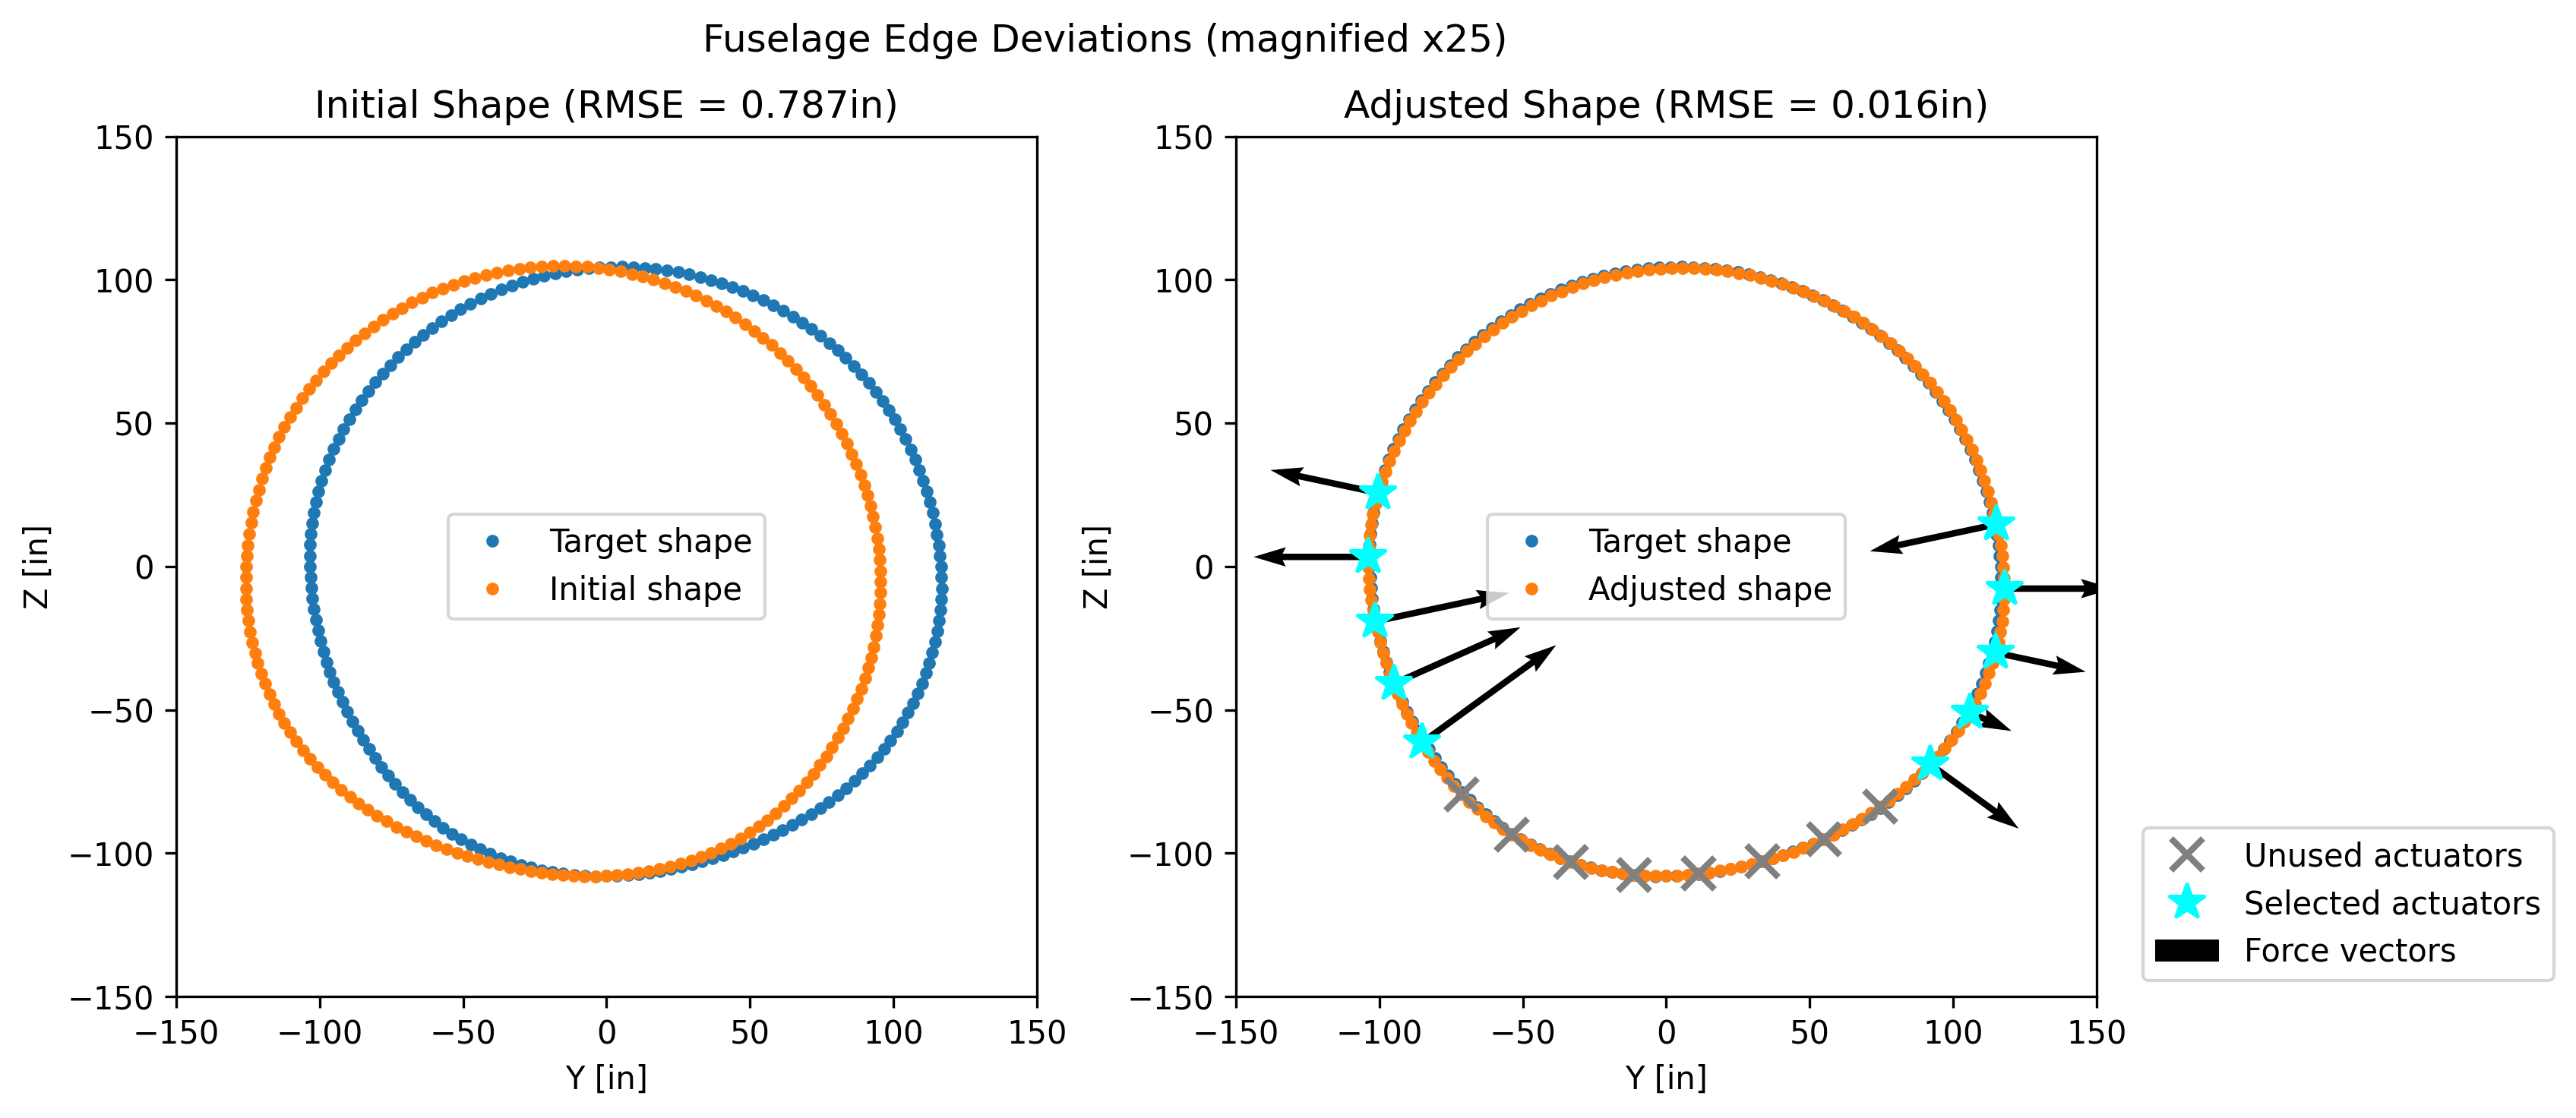 Fuselage Edge Deviations (magnified x25)
Initial Shape (RMSE = 0.787in)
150
100
50
0
−50
−100
−150
Z [in]
Target shape
Initial shape
−150 −100 −50 0 50 100 150
Y [in]
Adjusted Shape (RMSE = 0.016in)
150
100
50
0
−50
−100
−150
Z [in]
Target shape
Adjusted shape
−150 −100 −50 0 50 100 150
Y [in]
Unused actuators
Selected actuators
Force vectors